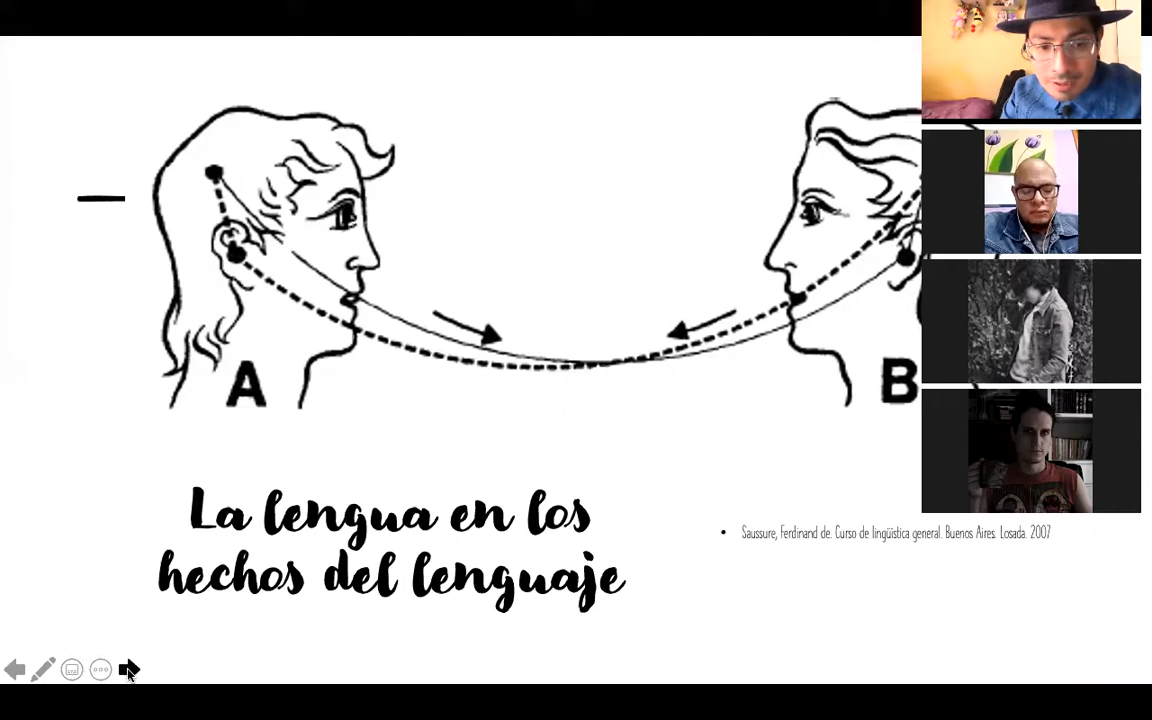 A
B
La lengua en los
hechos del lenguaje
• Saussure, Ferdinand de. Curso de lingüística general. Buenos Aires. Losada. 2007